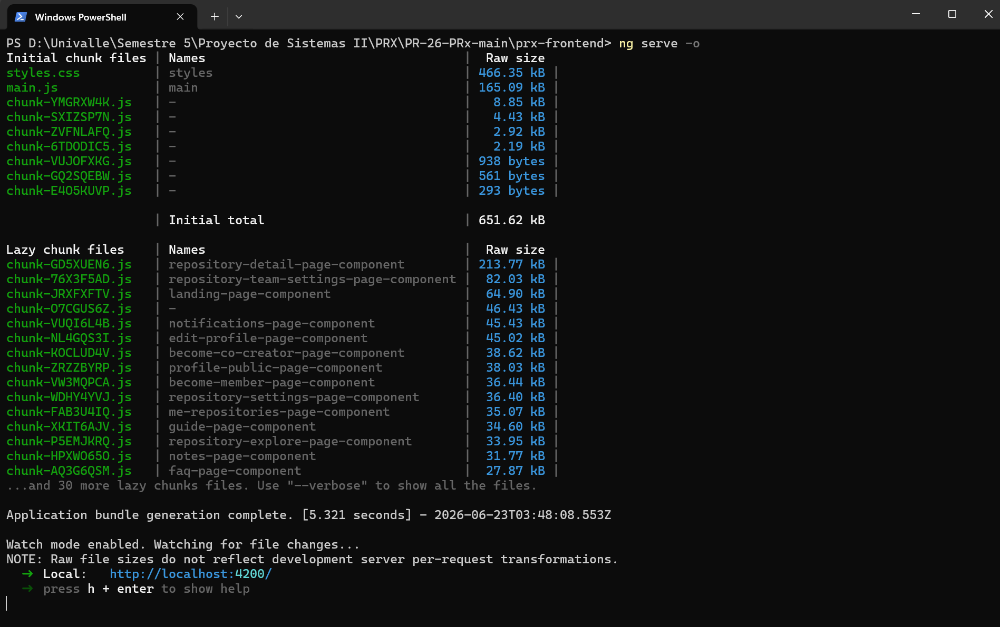 Windows PowerShell
PS D:\Univalle\Semestre 5\Proyecto de Sistemas II\PRX\PR-26-PRx-main\prx-frontend> ng serve -o
Initial chunk files | Names | Raw size
styles.css | styles | 466.35 kB |
main.js | main | 165.09 kB |
chunk-YMGRXW4K.js | - | 8.85 kB |
chunk-SXIZSP7N.js | - | 4.43 kB |
chunk-ZVFNLAFQ.js | - | 2.92 kB |
chunk-6TDODIC5.js | - | 2.19 kB |
chunk-VUJOFXKG.js | - | 938 bytes |
chunk-GQ2SQEBW.js | - | 561 bytes |
chunk-E4O5KUVP.js | - | 293 bytes |
| Initial total | 651.62 kB
Lazy chunk files | Names | Raw size
chunk-GD5XUEN6.js | repository-detail-page-component | 213.77 kB |
chunk-76X3F5AD.js | repository-team-settings-page-component | 82.03 kB |
chunk-JRXFXFTV.js | landing-page-component | 64.90 kB |
chunk-O7CGUS6Z.js | - | 46.43 kB |
chunk-VUQI6L4B.js | notifications-page-component | 45.43 kB |
chunk-NL4GQS3I.js | edit-profile-page-component | 45.02 kB |
chunk-KOCLUD4V.js | become-co-creator-page-component | 38.62 kB |
chunk-ZRZZBYRP.js | profile-public-page-component | 38.03 kB |
chunk-VW3MQPCA.js | become-member-page-component | 36.44 kB |
chunk-WDHY4YVJ.js | repository-settings-page-component | 36.40 kB |
chunk-FAB3U4IQ.js | me-repositories-page-component | 35.07 kB |
chunk-XKIT6AJV.js | guide-page-component | 34.60 kB |
chunk-P5EMJKRQ.js | repository-explore-page-component | 33.95 kB |
chunk-HPXWO65O.js | notes-page-component | 31.77 kB |
chunk-AQ3G6QSM.js | faq-page-component | 27.87 kB |
...and 30 more lazy chunks files. Use "--verbose" to show all the files.
Application bundle generation complete. [5.321 seconds] - 2026-06-23T03:48:08.553Z
Watch mode enabled. Watching for file changes...
NOTE: Raw file sizes do not reflect development server per-request transformations.
➜ Local: http://localhost:4200/
➜ press h + enter to show help